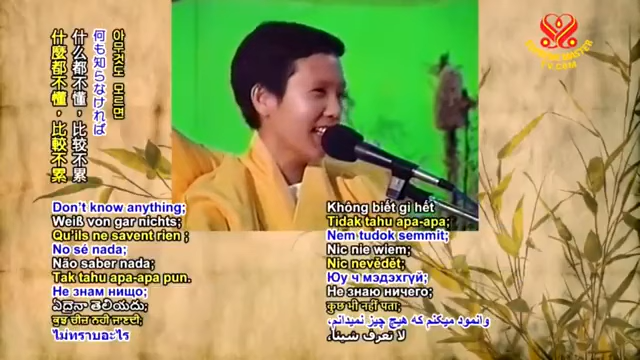 아무것도 모르면
何も知らなければ
什么都不懂，比较不累
什麼都不懂，比較不累
Don't know anything;
Weiß von gar nichts;
Qu'ils ne savent rien ;
No sé nada;
Não saber nada;
Tak tahu apa-apa pun.
Не знам нищо;
ఏదైనా తెలియదు;
ਕੁਝ ਚੀਜ਼ ਨਹੀਂ ਜਾਣਦੀ;
ไม่ทราบอะไร
Không biết gì hết
Tidak tahu apa-apa;
Nem tudok semmit;
Nic nie wiem;
Nic nevědět;
Юу ч мэдэхгүй;
Не знаю ничего;
कुछ भी नहीं पता;
وانمود میکنم که هیچ چیز نمیدانم،
لا تعرف شيئاً،